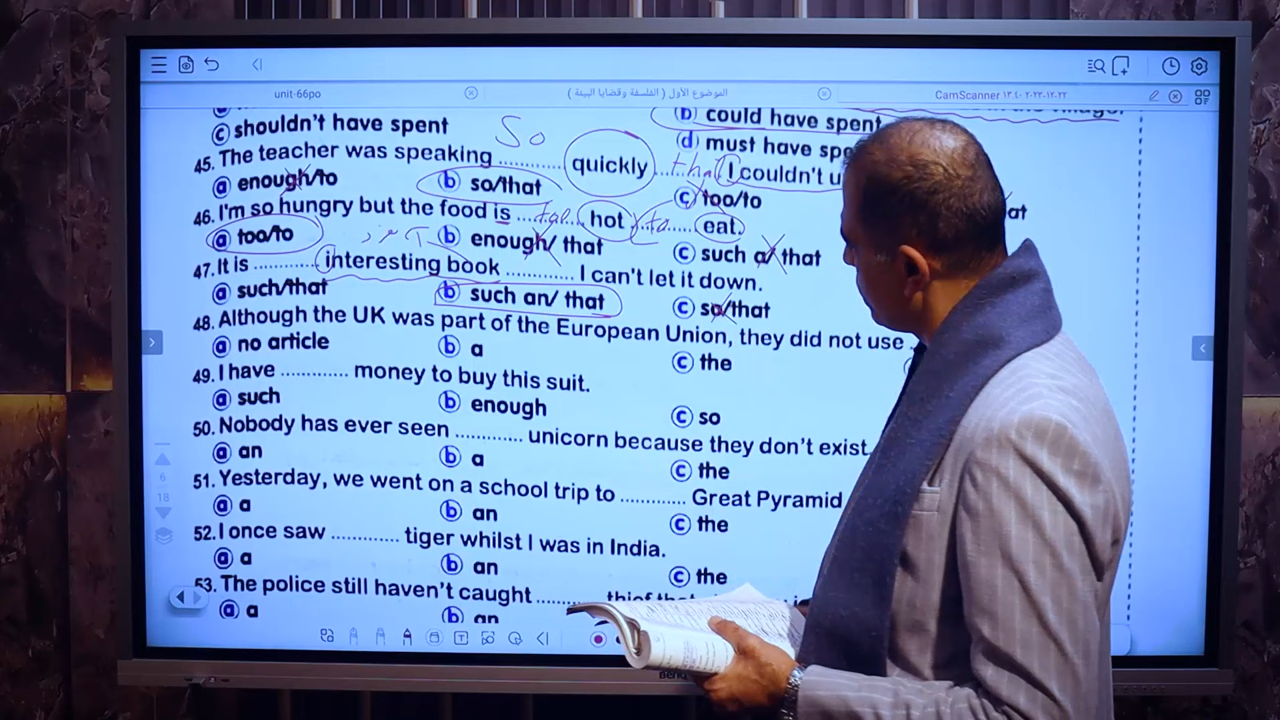 unit-66po
الموضوع الأول ( الفلسفة وقضايا البيئة )
CamScanner
b could have spent
c shouldn't have spent
d must have
So
45. The teacher was speaking ............ quickly ...... I couldn't
a enough/to
b so/that
c too/to
46. I'm so hungry but the food is ............ hot ............ eat.
a too/to
b enough/ that
c such a/ that
47. It is ............ interesting book ............ I can't let it down.
a such/that
b such an/ that
c so/that
48. Although the UK was part of the European Union, they did not use
a no article
b a
c the
49. I have ............ money to buy this suit.
a such
b enough
c so
50. Nobody has ever seen ............ unicorn because they don't exist.
a an
b a
c the
51. Yesterday, we went on a school trip to ............ Great Pyramid
a a
b an
c the
52. I once saw ............ tiger whilst I was in India.
a a
b an
c the
53. The police still haven't caught ............ thief
a a
b an
6
18
BenQ